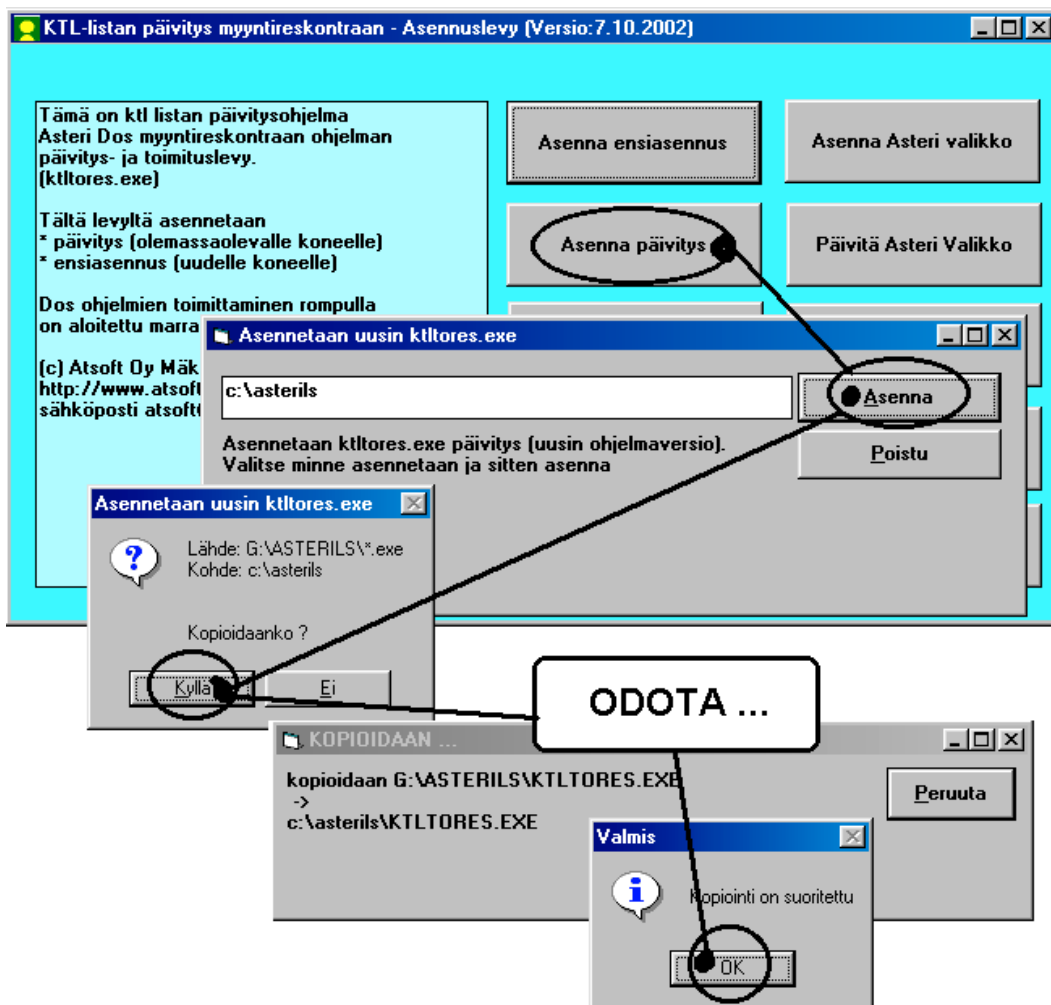 KTL-listan päivitys myyntireskontraan - Asennuslevy (Versio:7.10.2002)
Tämä on ktl listan päivitysohjelma
Asteri Dos myyntireskontraan ohjelman
päivitys- ja toimituslevy.
(ktltores.exe)
Tältä levyltä asennetaan
* päivitys (olemassaolevalle koneelle)
* ensiasennus (uudelle koneelle)
Dos ohjelmien toimittaminen rompulla
on aloitettu marra
(c) Atsoft Oy Mäk
http://www.atsoft
sähköposti atsoft
Asenna ensiasennus
Asenna Asteri valikko
Asenna päivitys
Päivitä Asteri Valikko
Asennetaan uusin ktltores.exe
c:\asterils
Asenna
Asennetaan ktltores.exe päivitys (uusin ohjelmaversio).
Valitse minne asennetaan ja sitten asenna
Poistu
Asennetaan uusin ktltores.exe
Lähde: G:\ASTERILS\*.exe
Kohde: c:\asterils
Kopioidaanko ?
Kyllä
Ei
ODOTA ...
KOPIOIDAAN ...
kopioidaan G:\ASTERILS\KTLTORES.EXE
->
c:\asterils\KTLTORES.EXE
Peruuta
Valmis
Kopiointi on suoritettu
OK